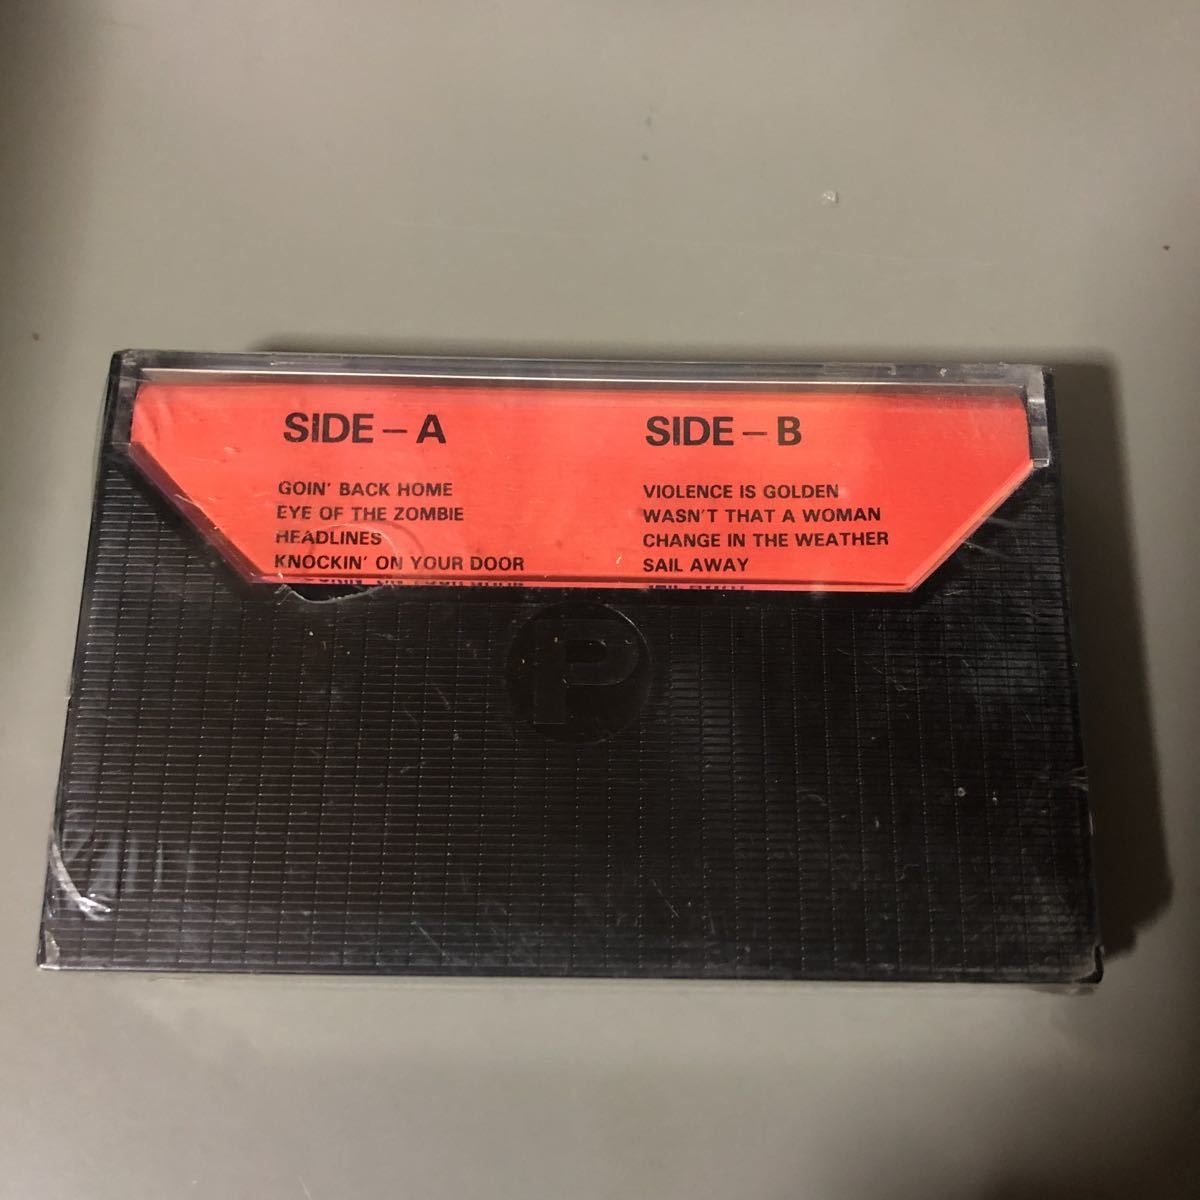 SIDE – A
GOIN' BACK HOME
EYE OF THE ZOMBIE
HEADLINES
KNOCKIN' ON YOUR DOOR
SIDE – B
VIOLENCE IS GOLDEN
WASN'T THAT A WOMAN
CHANGE IN THE WEATHER
SAIL AWAY
P